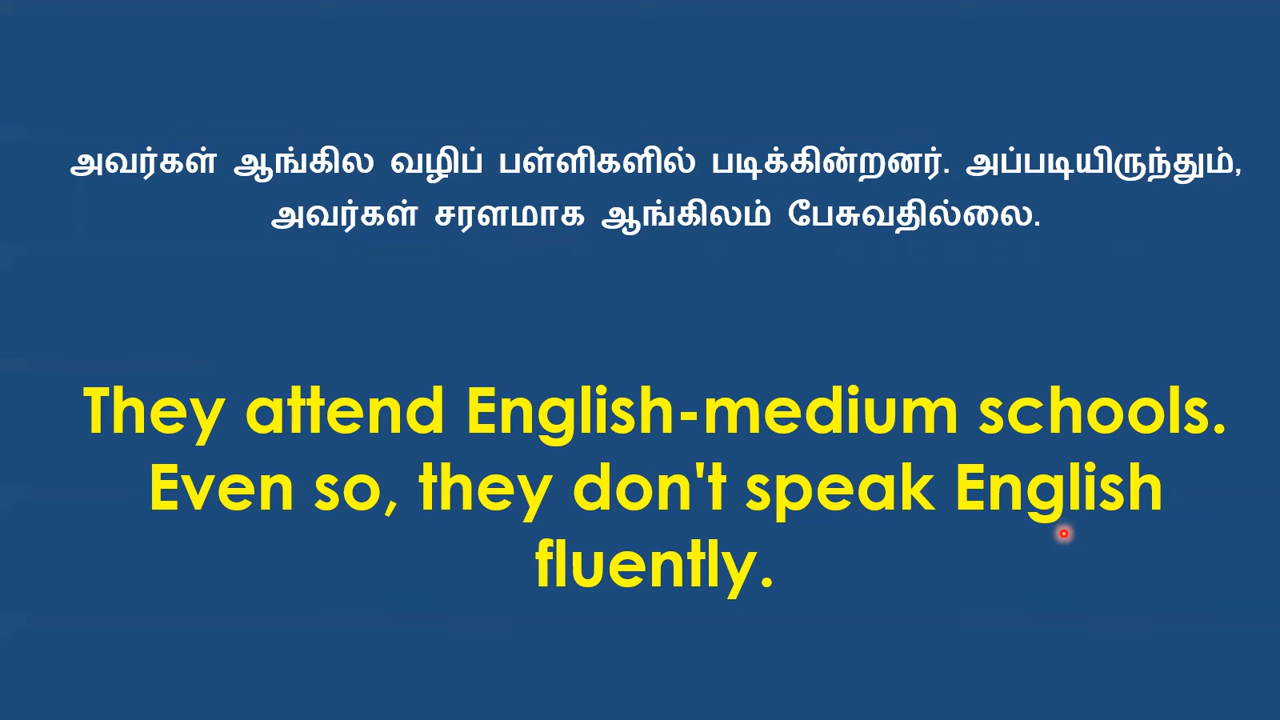 அவர்கள் ஆங்கில வழிப் பள்ளிகளில் படிக்கின்றனர். அப்படியிருந்தும்,
அவர்கள் சரளமாக ஆங்கிலம் பேசுவதில்லை.
They attend English-medium schools.
Even so, they don't speak English
fluently.